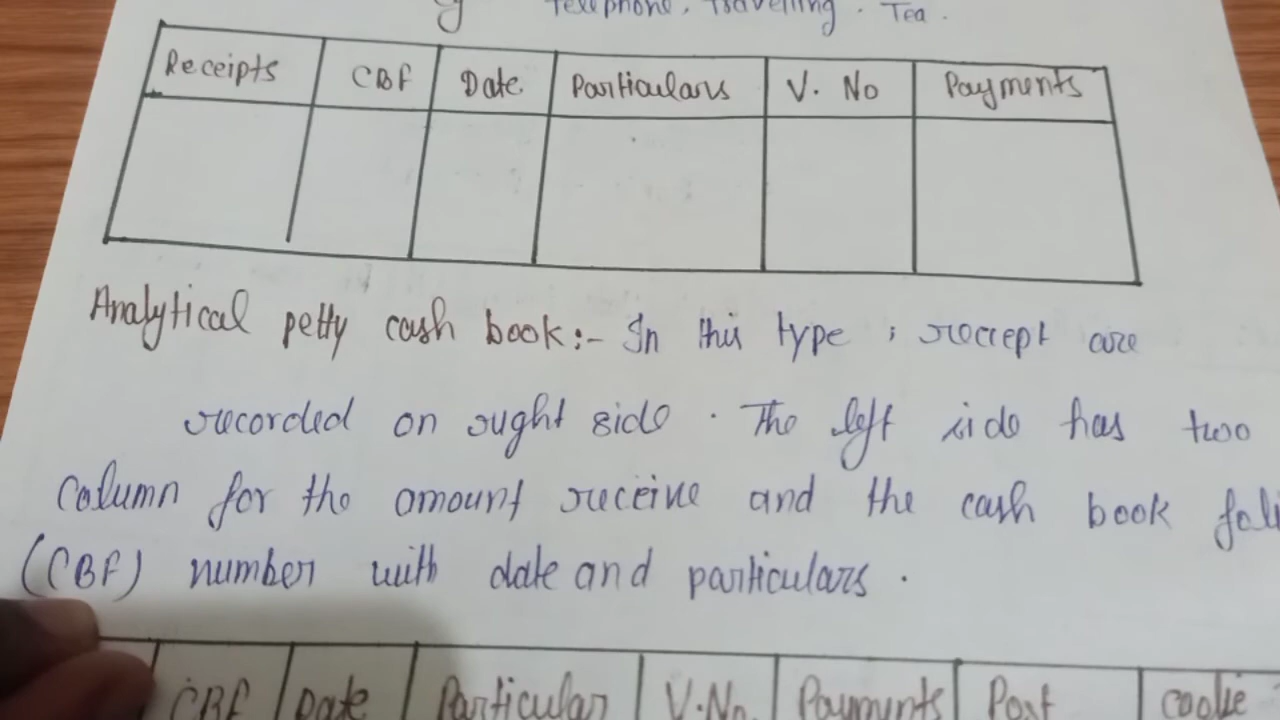 Telephone, Travelling . Tea .
Receipts CBF Date Particulars V. No Payments
Analytical petty cash book:- In this type , receipt are
recorded on right side . The left side has two
column for the amount receive and the cash book foli
(CBF) number with date and particulars .
CBF Date Particular V.No. Payments Post